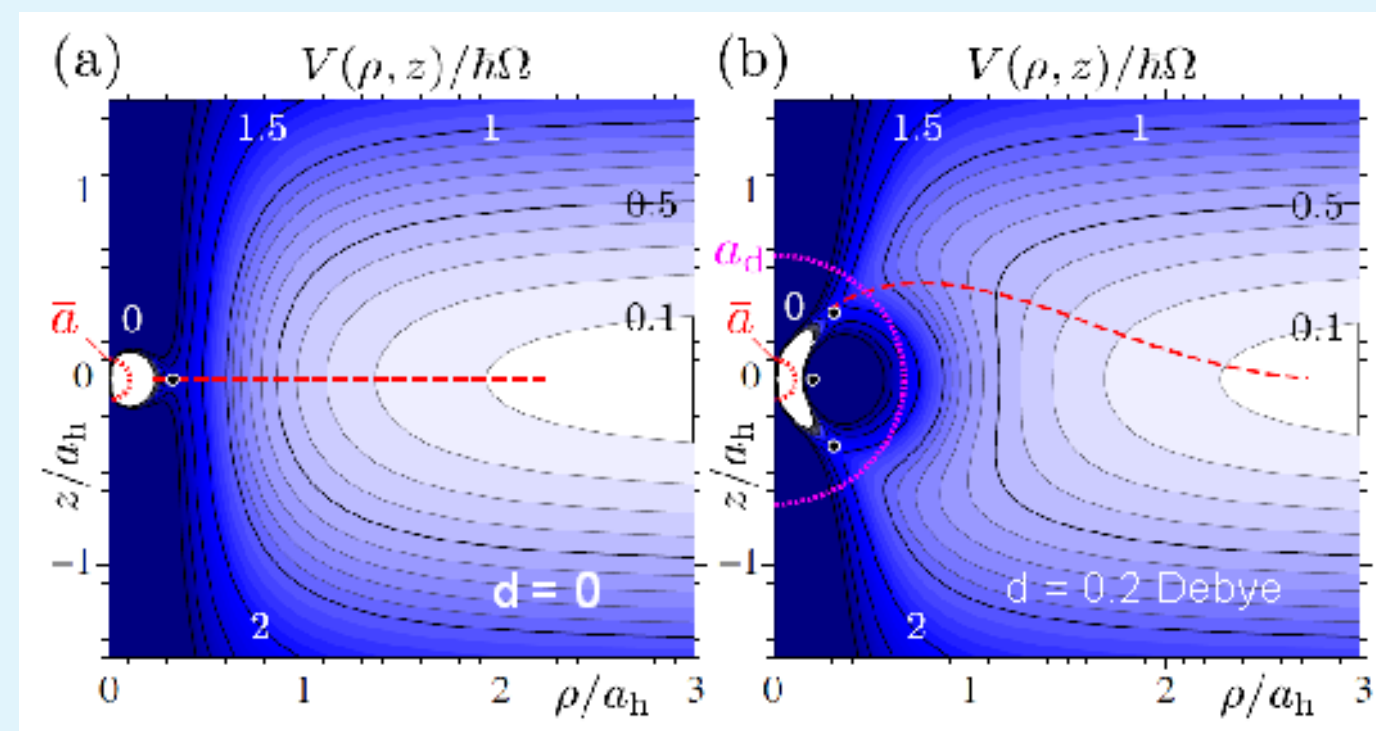 (a) V(ρ, z)/ħΩ
1.5 1
1
0.5
ā 0
0.1
0
z/a_h
−1
d = 0
2
0 1 ρ/a_h 3
(b) V(ρ, z)/ħΩ
1.5 1
1
0.5
a_d
ā 0
0.1
0
z/a_h
−1
d = 0.2 Debye
2
0 1 2 ρ/a_h 3